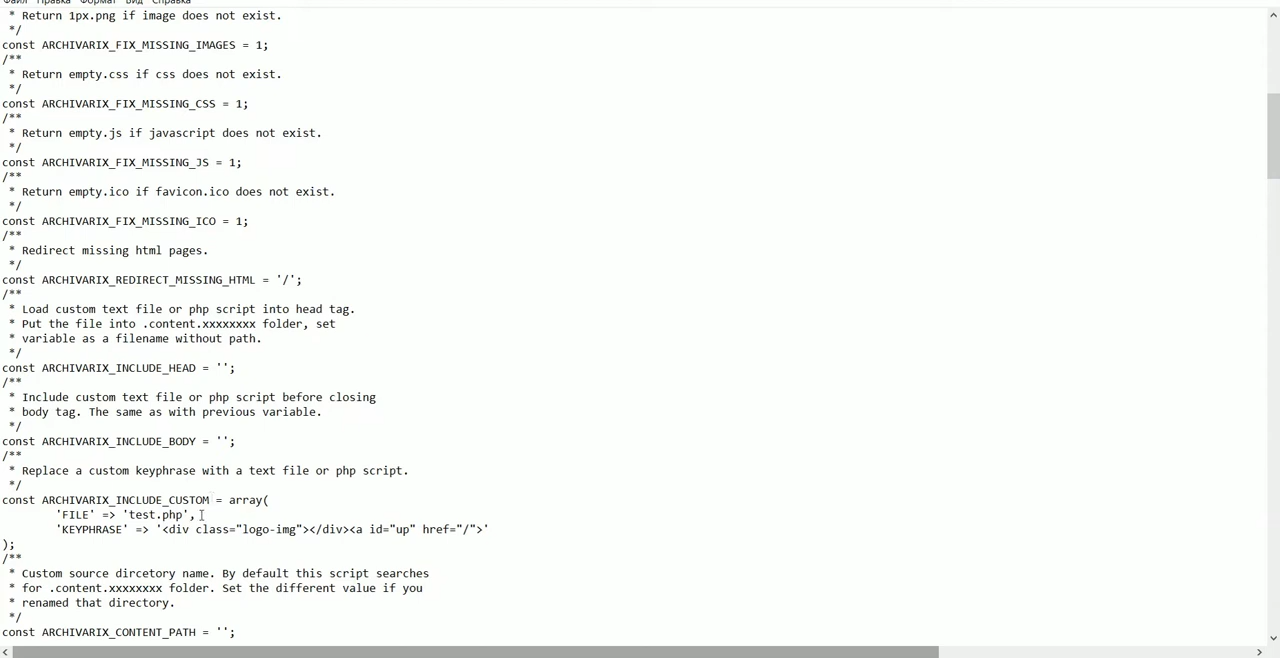 Файл Правка Формат Вид Справка
* Return 1px.png if image does not exist.
*/
const ARCHIVARIX_FIX_MISSING_IMAGES = 1;
/**
* Return empty.css if css does not exist.
*/
const ARCHIVARIX_FIX_MISSING_CSS = 1;
/**
* Return empty.js if javascript does not exist.
*/
const ARCHIVARIX_FIX_MISSING_JS = 1;
/**
* Return empty.ico if favicon.ico does not exist.
*/
const ARCHIVARIX_FIX_MISSING_ICO = 1;
/**
* Redirect missing html pages.
*/
const ARCHIVARIX_REDIRECT_MISSING_HTML = '/';
/**
* Load custom text file or php script into head tag.
* Put the file into .content.xxxxxxxx folder, set
* variable as a filename without path.
*/
const ARCHIVARIX_INCLUDE_HEAD = '';
/**
* Include custom text file or php script before closing
* body tag. The same as with previous variable.
*/
const ARCHIVARIX_INCLUDE_BODY = '';
/**
* Replace a custom keyphrase with a text file or php script.
*/
const ARCHIVARIX_INCLUDE_CUSTOM = array(
'FILE' => 'test.php',
'KEYPHRASE' => '<div class="logo-img"></div><a id="up" href="/">'
);
/**
* Custom source dircetory name. By default this script searches
* for .content.xxxxxxxx folder. Set the different value if you
* renamed that directory.
*/
const ARCHIVARIX_CONTENT_PATH = '';